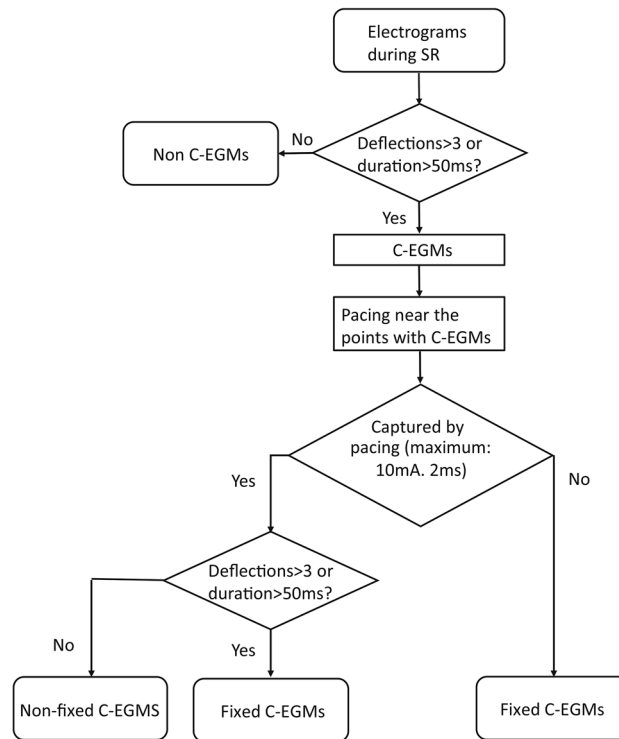 Electrograms
during SR
No
Deflections>3 or
duration>50ms?
Non C-EGMs
Yes
C-EGMs
Pacing near the
points with C-EGMs
Captured by
pacing (maximum:
10mA. 2ms)
Yes
No
Deflections>3 or
duration>50ms?
No
Yes
Non-fixed C-EGMS
Fixed C-EGMs
Fixed C-EGMs